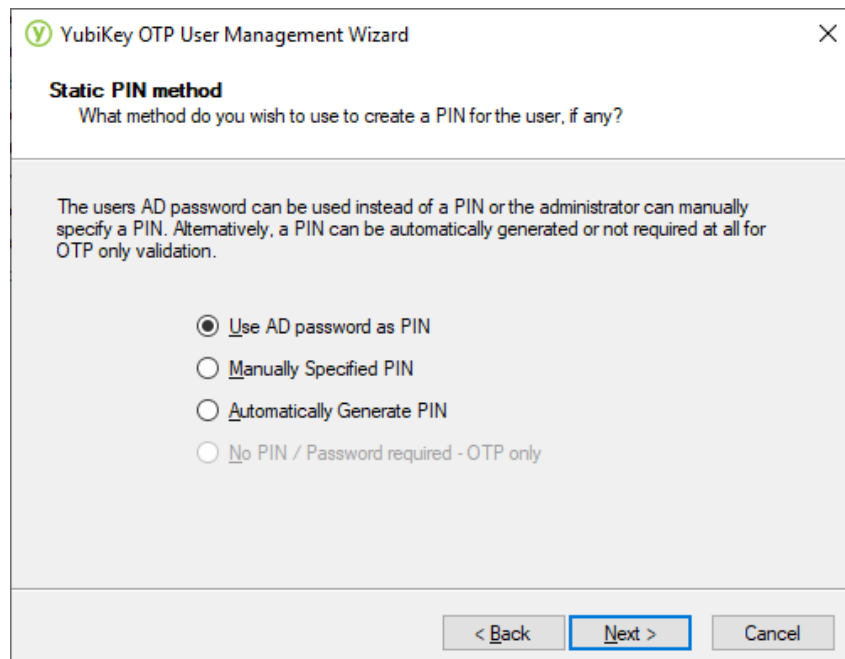 YubiKey OTP User Management Wizard
Static PIN method
What method do you wish to use to create a PIN for the user, if any?
The users AD password can be used instead of a PIN or the administrator can manually
specify a PIN. Alternatively, a PIN can be automatically generated or not required at all for
OTP only validation.
Use AD password as PIN
Manually Specified PIN
Automatically Generate PIN
No PIN / Password required - OTP only
< Back Next > Cancel